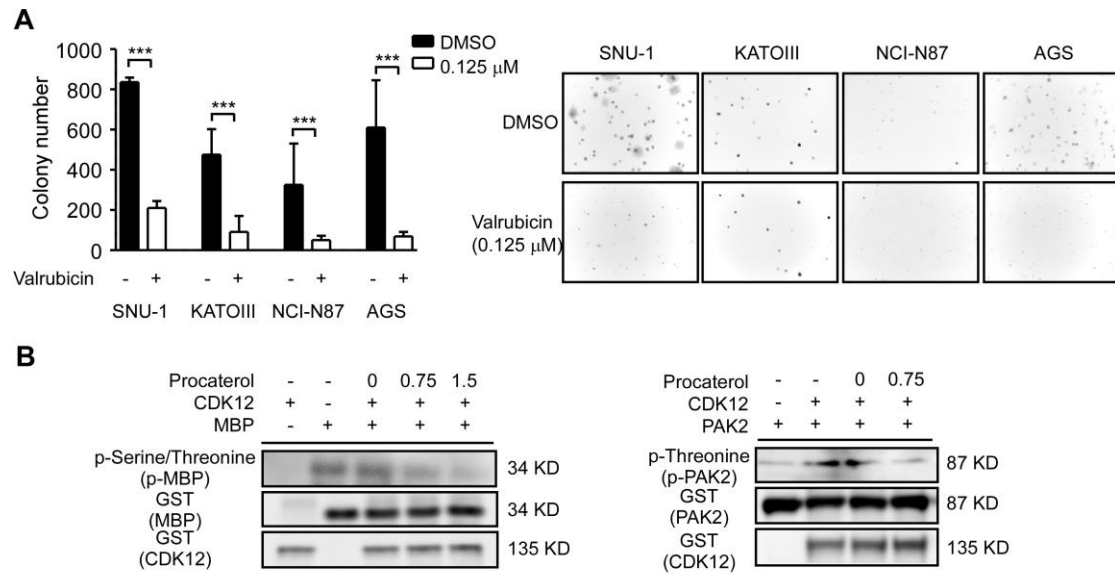 A
Colony number
1000
800
600
400
200
0
*** *** *** ***
DMSO
0.125 μM
Valrubicin - + - + - + - +
SNU-1 KATOIII NCI-N87 AGS
SNU-1 KATOIII NCI-N87 AGS
DMSO
Valrubicin
(0.125 μM)
B
Procaterol - - 0 0.75 1.5
CDK12 + - + + +
MBP - + + + +
p-Serine/Threonine
(p-MBP) 34 KD
GST
(MBP) 34 KD
GST
(CDK12) 135 KD
Procaterol - - 0 0.75
CDK12 - + + +
PAK2 + + + +
p-Threonine
(p-PAK2) 87 KD
GST
(PAK2) 87 KD
GST
(CDK12) 135 KD